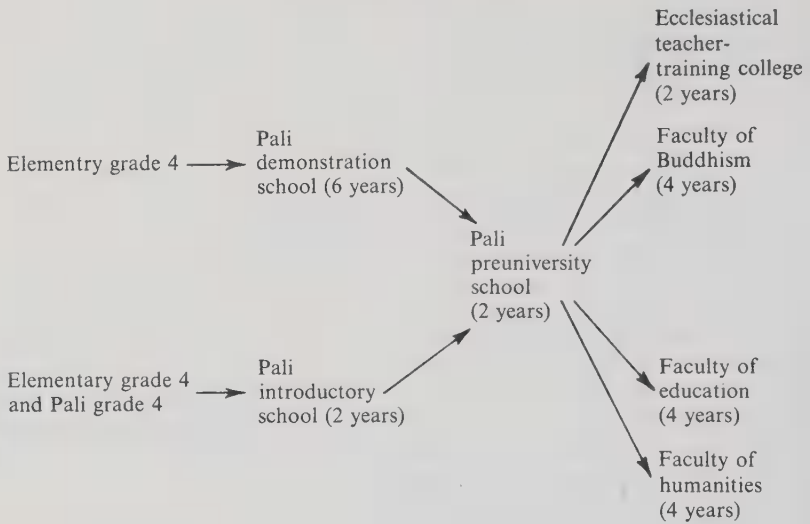 Ecclesiastical
teacher-
training college
(2 years)
Elementry grade 4
Pali
demonstration
school (6 years)
Faculty of
Buddhism
(4 years)
Pali
preuniversity
school
(2 years)
Elementary grade 4
and Pali grade 4
Pali
introductory
school (2 years)
Faculty of
education
(4 years)
Faculty of
humanities
(4 years)